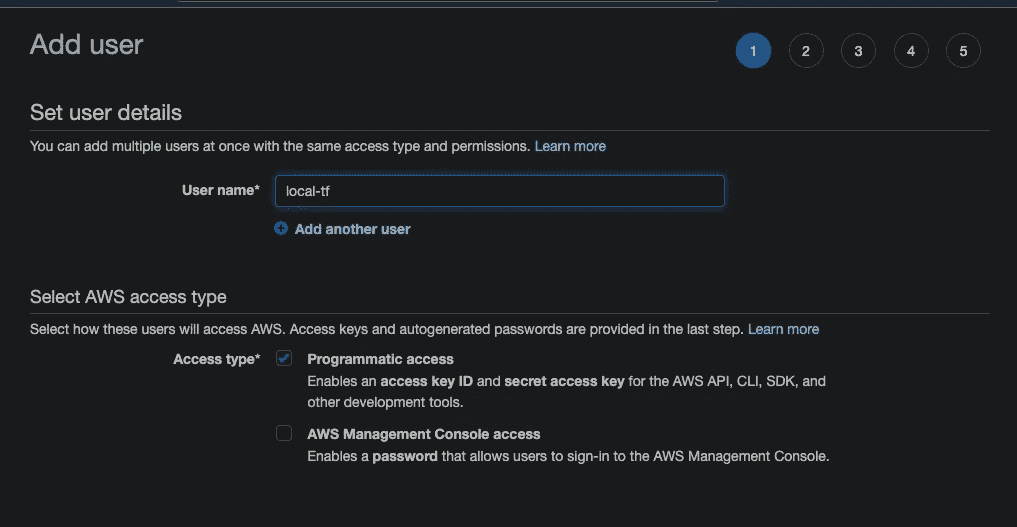 Add user
1 2 3 4 5
Set user details
You can add multiple users at once with the same access type and permissions. Learn more
User name* local-tf
Add another user
Select AWS access type
Select how these users will access AWS. Access keys and autogenerated passwords are provided in the last step. Learn more
Access type* Programmatic access
Enables an access key ID and secret access key for the AWS API, CLI, SDK, and
other development tools.
AWS Management Console access
Enables a password that allows users to sign-in to the AWS Management Console.